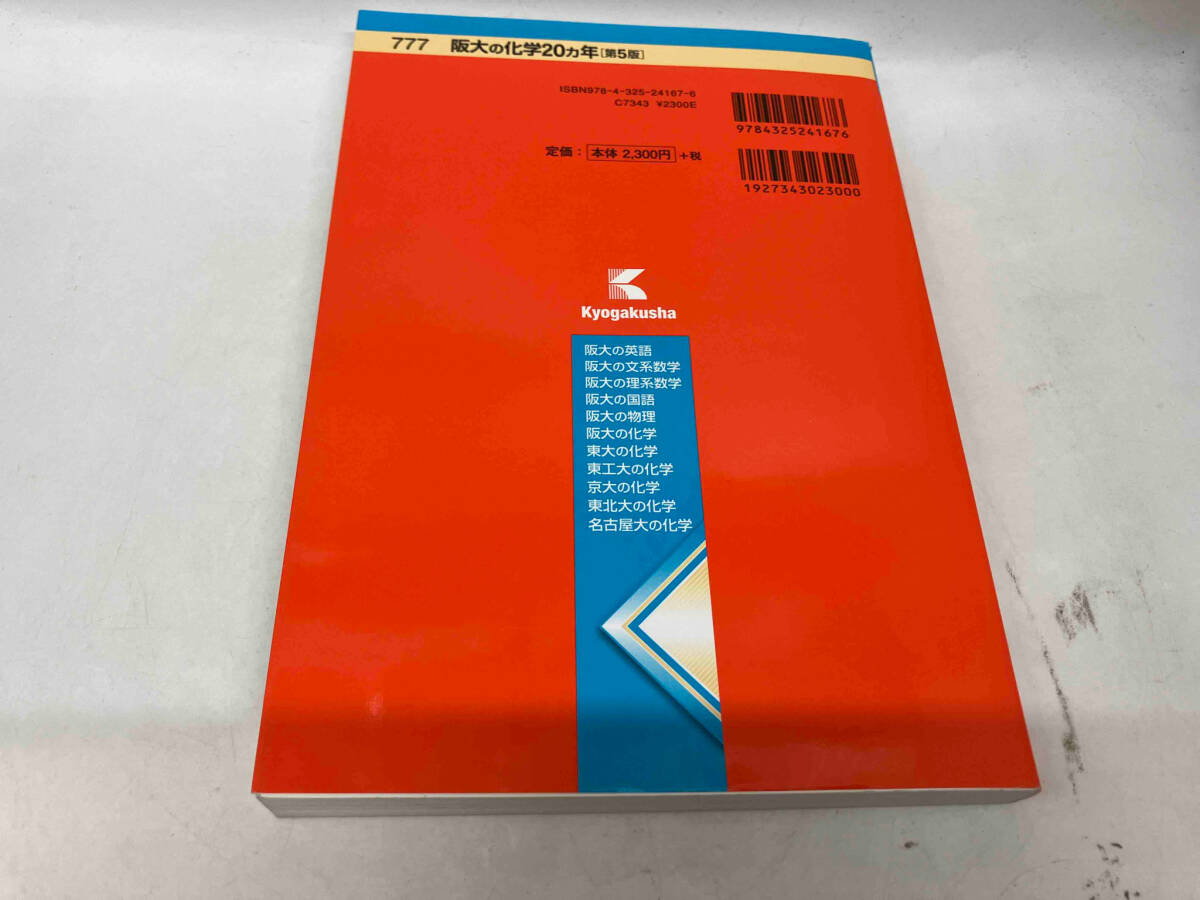 777 阪大の化学20カ年[第5版]
ISBN978-4-325-24167-6
C7343 ¥2300E
9784325241676
定価：本体 2,300円+税
1927343023000
Kyogakusha
阪大の英語
阪大の文系数学
阪大の理系数学
阪大の国語
阪大の物理
阪大の化学
東大の化学
東工大の化学
京大の化学
東北大の化学
名古屋大の化学